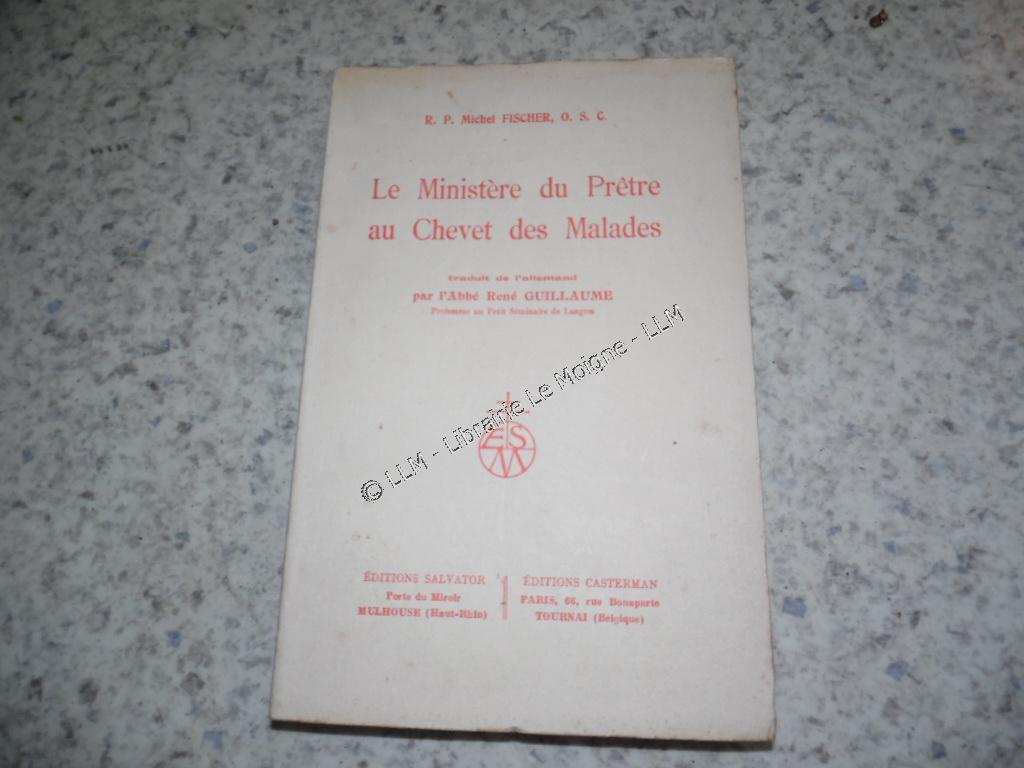 R. P. Michel FISCHER, O. S. C.
Le Ministère du Prêtre
au Chevet des Malades
traduit de l'allemand
par l'Abbé René GUILLAUME
Professeur au Petit Séminaire de Langres
© LLM - Librairie Le Moigne - LLM
ESM
ÉDITIONS SALVATOR
Porte du Miroir
MULHOUSE (Haut-Rhin)
ÉDITIONS CASTERMAN
PARIS, 66, rue Bonaparte
TOURNAI (Belgique)